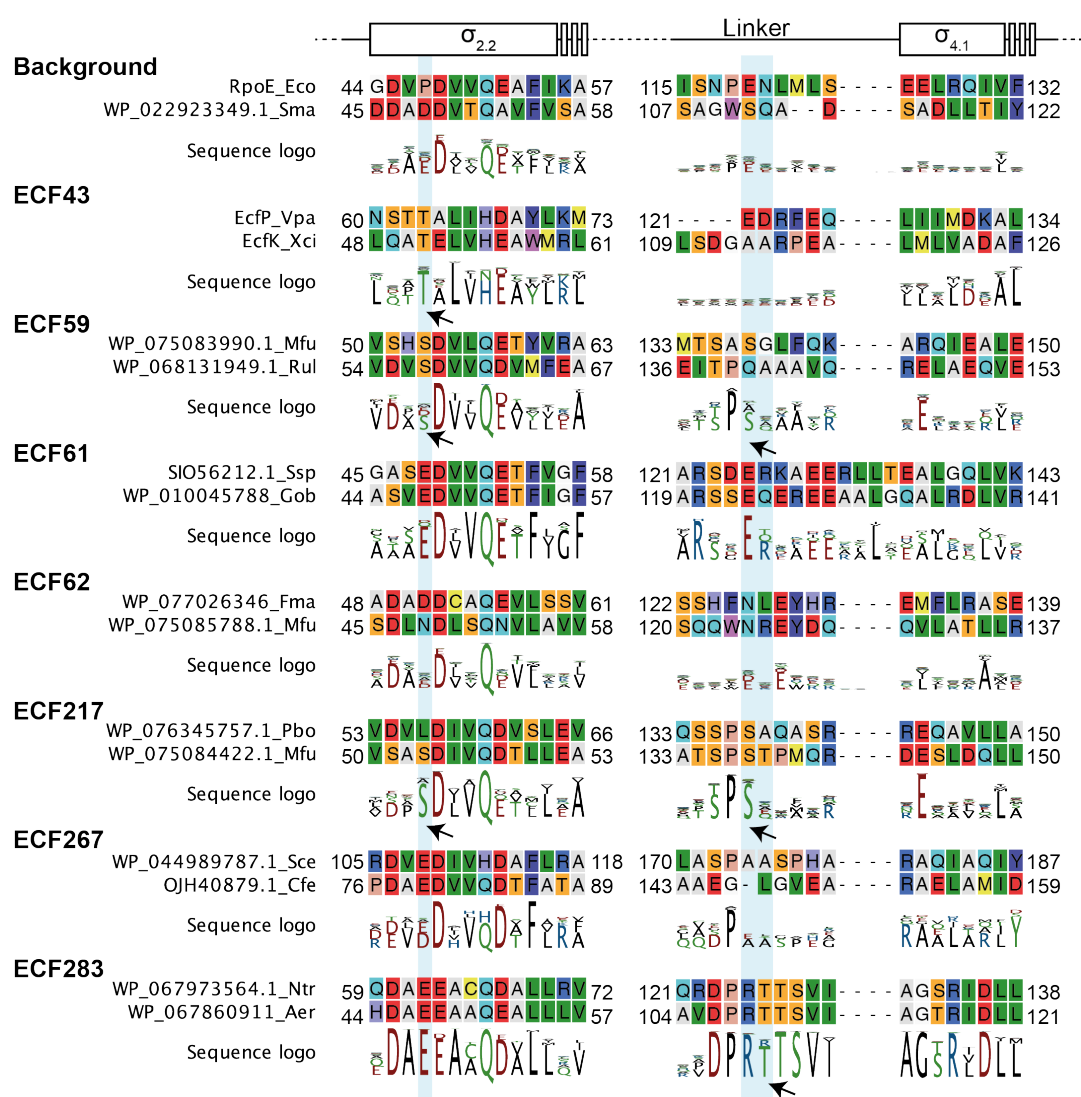 σ2.2 Linker σ4.1
Background
RpoE_Eco 44 GDVPDVVQEAFIKA 57 115 ISNPENLMLS----EELRQIVF 132
WP_022923349.1_Sma 45 DDADDVTQAVFVSA 58 107 SAGWSQA--D----SADLLTIY 122
Sequence logo
ECF43
EcfP_Vpa 60 NSTTALIHDAYLKM 73 121 ----EDRFEQ----LIIMDKAL 134
EcfK_Xci 48 LQATELVHEAWMRL 61 109 LSDGAARPEA----LMLVADAF 126
Sequence logo
ECF59
WP_075083990.1_Mfu 50 VSHSDVLQETYVRA 63 133 MTSASGLFQK----ARQIEALE 150
WP_068131949.1_Rul 54 VDVSDVVQDVMFEA 67 136 EITPQAAAVQ----RELAEQVE 153
Sequence logo
ECF61
SIO56212.1_Ssp 45 GASEDVVQETFVGF 58 121 ARSDERKAEERLLTEALGQLVK 143
WP_010045788_Gob 44 ASVEDVVQETFIGF 57 119 ARSSEQEREEAALGQALRDLVR 141
Sequence logo
ECF62
WP_077026346_Fma 48 ADADDCAQEVLSSV 61 122 SSHFNLEYHR----EMFLRASE 139
WP_075085788.1_Mfu 45 SDLNDLSQNVLAVV 58 120 SQQWNREYDQ----QVLATLLR 137
Sequence logo
ECF217
WP_076345757.1_Pbo 53 VDVLDIVQDVSLEV 66 133 QSSPSAQASR----REQAVLLA 150
WP_075084422.1_Mfu 50 VSASDIVQDTLLEA 53 133 ATSPSTPMQR----DESLDQLL 150
Sequence logo
ECF267
WP_044989787.1_Sce 105 RDVEDIVHDAFLRA 118 170 LASPAASPHA----RAQIAQIY 187
OJH40879.1_Cfe 76 PDAEDVVQDTFATA 89 143 AAEG-LGVEA----RAELAMID 159
Sequence logo
ECF283
WP_067973564.1_Ntr 59 QDAEEACQDALLRV 72 121 QRDPRTTSVI----AGSRIDLL 138
WP_067860911_Aer 44 HDAEEAAQEALLLV 57 104 AVDPRTTSVI----AGTRIDLL 121
Sequence logo